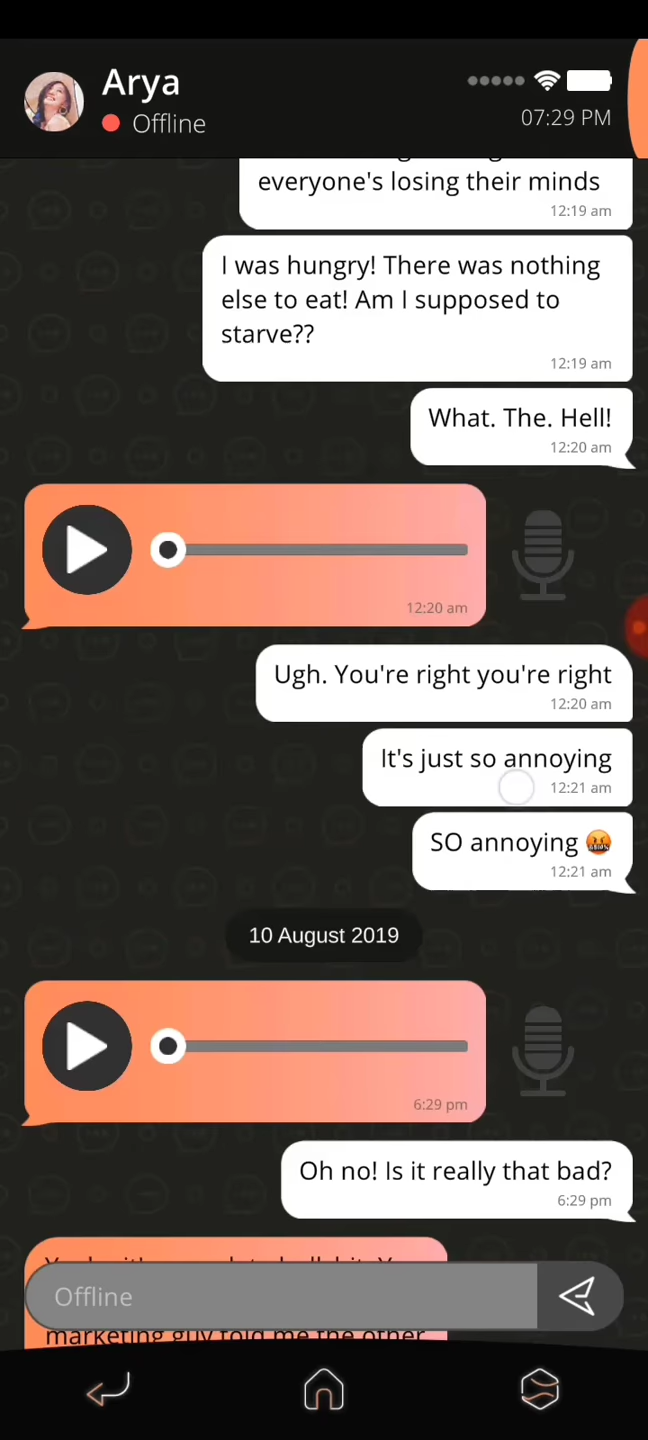 Arya
Offline
07:29 PM
everyone's losing their minds
12:19 am
I was hungry! There was nothing
else to eat! Am I supposed to
starve??
12:19 am
What. The. Hell!
12:20 am
12:20 am
Ugh. You're right you're right
12:20 am
It's just so annoying
12:21 am
SO annoying 🤬
12:21 am
10 August 2019
6:29 pm
Oh no! Is it really that bad?
6:29 pm
Offline
marketing guy told me the other